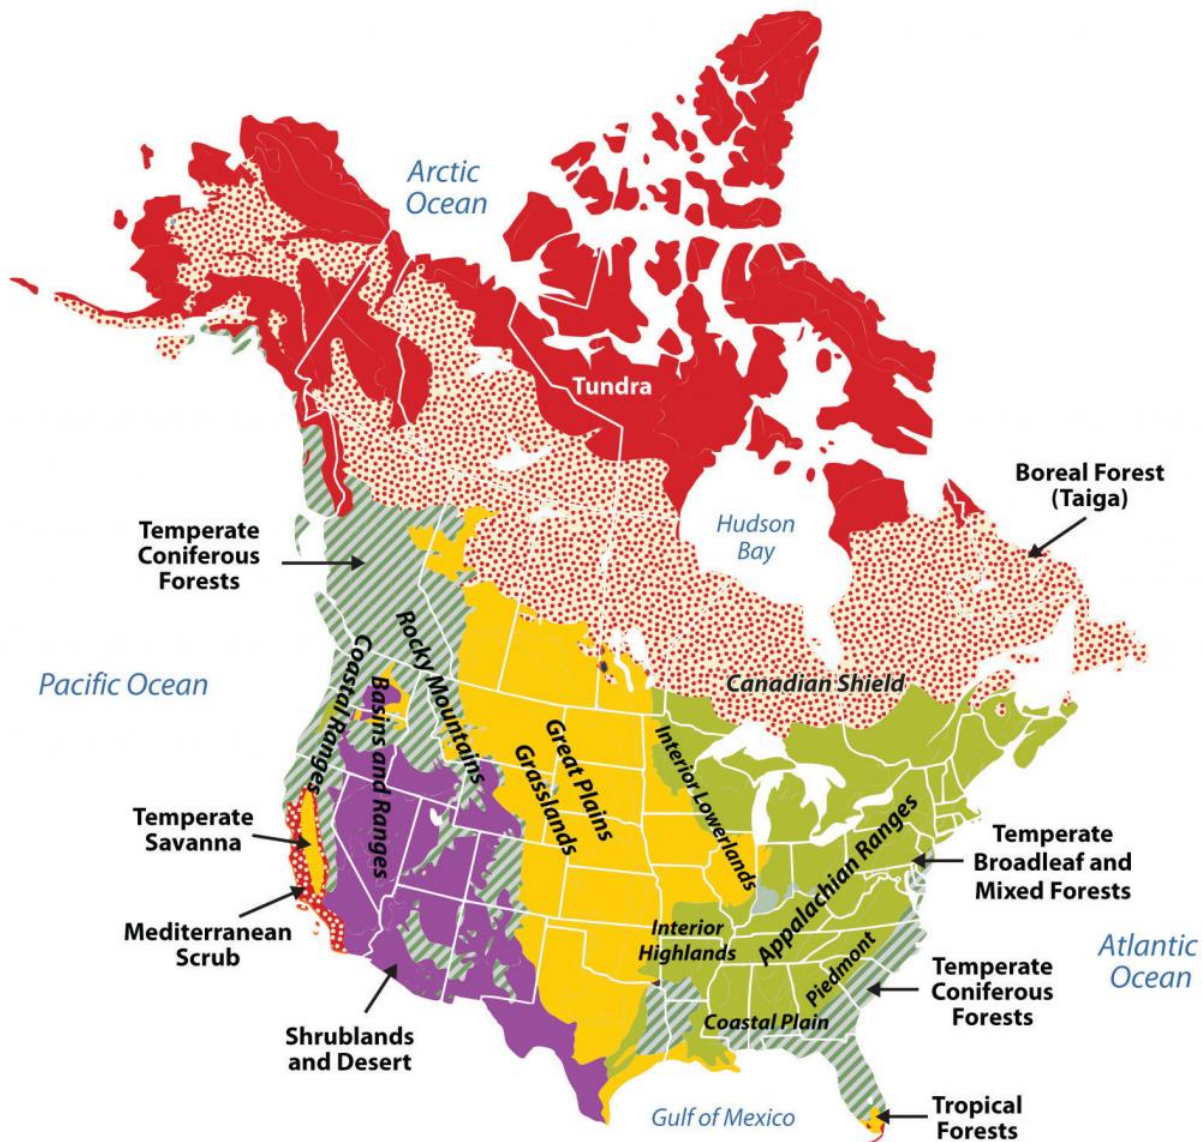 Arctic
Ocean
Tundra
Boreal Forest
(Taiga)
Hudson
Bay
Temperate
Coniferous
Forests
Rocky Mountains
Coastal Ranges
Basins and Ranges
Pacific Ocean
Canadian Shield
Great Plains
Grasslands
Interior Lowerlands
Temperate
Savanna
Appalachian Ranges
Temperate
Broadleaf and
Mixed Forests
Mediterranean
Scrub
Interior
Highlands
Piedmont
Atlantic
Ocean
Temperate
Coniferous
Forests
Coastal Plain
Shrublands
and Desert
Gulf of Mexico
Tropical
Forests